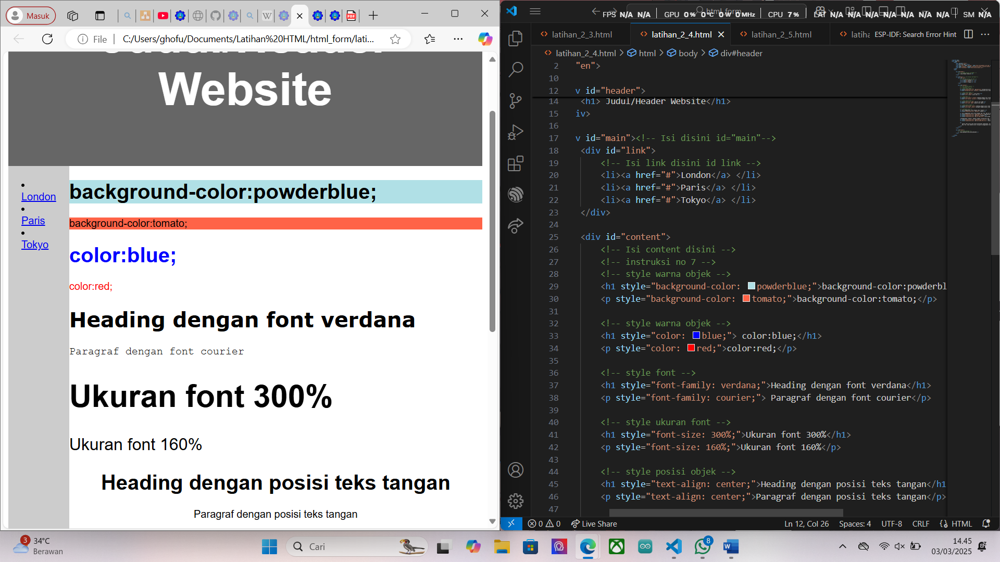 Masuk
File
C:/Users/ghofu/Documents/Latihan%20HTML/html_form/lati...
Website
London
Paris
Tokyo
background-color:powderblue;
background-color:tomato;
color:blue;
color:red;
Heading dengan font verdana
Paragraf dengan font courier
Ukuran font 300%
Ukuran font 160%
Heading dengan posisi teks tangan
Paragraf dengan posisi teks tangan
html_form
FPS N/A N/A GPU 0% 0°C 0W 0MHz CPU 7% LAT N/A N/A N/A N/A N/A N/A N/A SM N/A
latihan_2_3.html
latihan_2_4.html
latihan_2_5.html
latiha
ESP-IDF: Search Error Hint
latihan_2_4.html > html > body > div#header
2 "en">
10
12 v id="header">
14 <h1> Judul/Header Website</h1>
15 iv>
16
17 v id="main"><!-- Isi disini id="main"-->
18 <div id="link">
19 <!-- Isi link disini id link -->
20 <li><a href="#">London</a> </li>
21 <li><a href="#">Paris</a> </li>
22 <li><a href="#">Tokyo</a> </li>
23 </div>
24
25 <div id="content">
26 <!-- Isi content disini -->
27 <!-- instruksi no 7 -->
28 <!-- style warna objek -->
29 <h1 style="background-color: powderblue;">background-color:powderbl
30 <p style="background-color: tomato;">background-color:tomato;</p>
31
32 <!-- style warna objek -->
33 <h1 style="color: blue;"> color:blue;</h1>
34 <p style="color: red;">color:red;</p>
35
36 <!-- style font -->
37 <h1 style="font-family: verdana;">Heading dengan font verdana</h1>
38 <p style="font-family: courier;"> Paragraf dengan font courier</p>
39
40 <!-- style ukuran font -->
41 <h1 style="font-size: 300%;">Ukuran font 300%</h1>
42 <p style="font-size: 160%;">Ukuran font 160%</p>
43
44 <!-- style posisi objek -->
45 <h1 style="text-align: center;">Heading dengan posisi teks tangan</h1
46 <p style="text-align: center;">Paragraf dengan posisi teks tangan</p>
47
0 0 Live Share Ln 12, Col 26 Spaces: 4 UTF-8 CRLF HTML
3
34°C
Berawan
Cari
8
14.45
03/03/2025